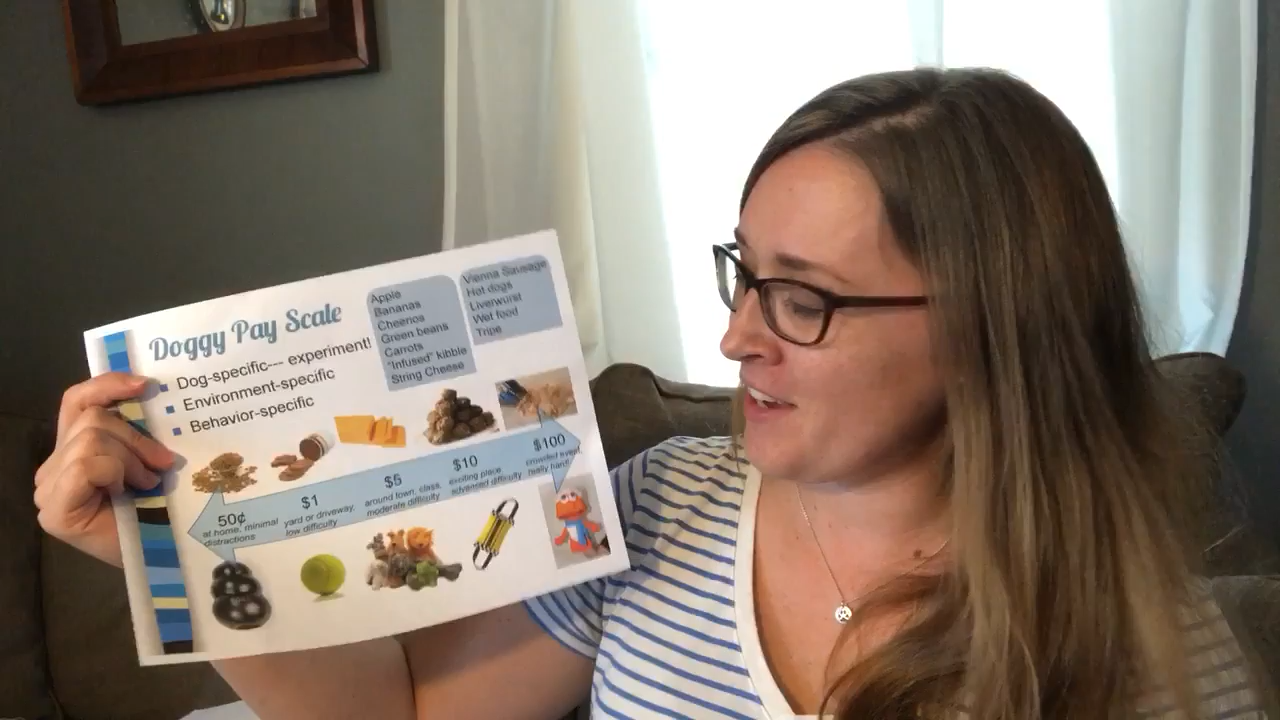 Doggy Pay Scale
Dog-specific--- experiment!
Environment-specific
Behavior-specific
Apple
Bananas
Cheerios
Green beans
Carrots
"Infused" kibble
String Cheese
Vienna Sausage
Hot dogs
Liverwurst
Wet food
Tripe
50¢
at home, minimal
distractions
$1
yard or driveway,
low difficulty
$5
around town, class,
moderate difficulty
$10
exciting place
advanced difficulty
$100
crowded event,
really hard!